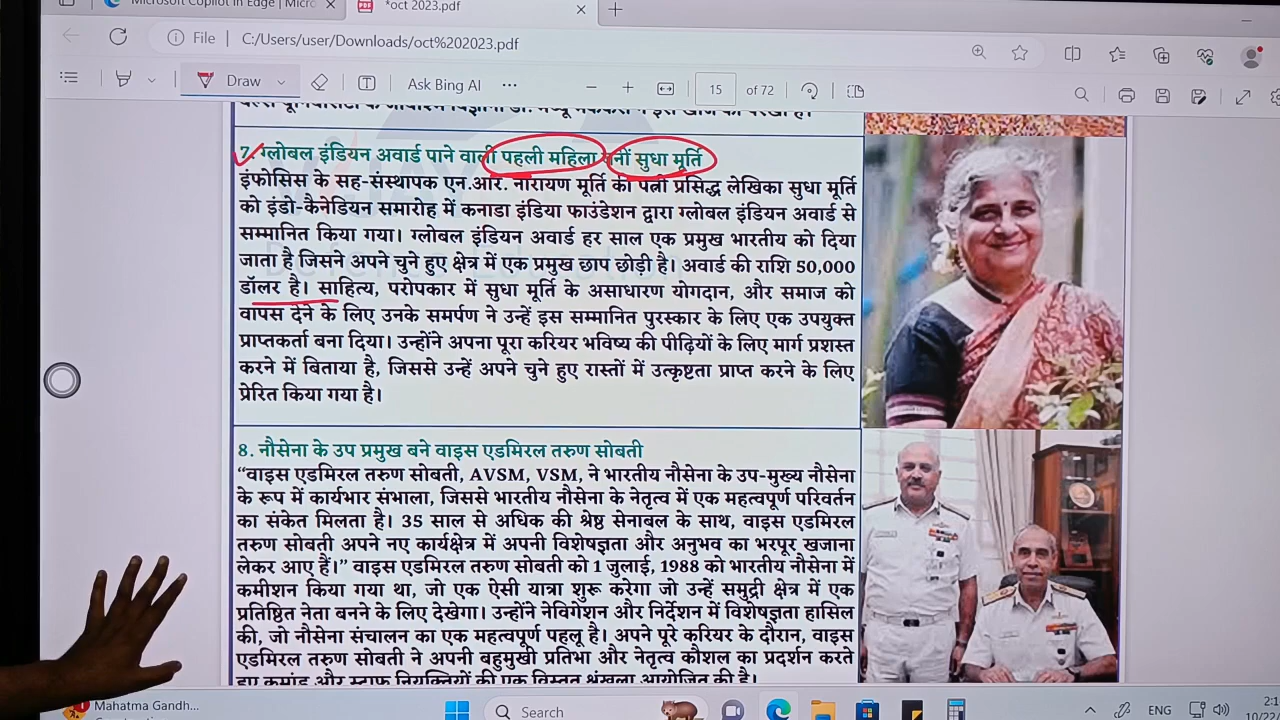 Microsoft Copilot in Edge | Micro
*oct 2023.pdf
File | C:/Users/user/Downloads/oct%202023.pdf
Draw
Ask Bing AI
15 of 72
7. ग्लोबल इंडियन अवार्ड पाने वाली पहली महिला बनीं सुधा मूर्ति
इंफोसिस के सह-संस्थापक एन.आर. नारायण मूर्ति की पत्नी प्रसिद्ध लेखिका सुधा मूर्ति
को इंडो-कैनेडियन समारोह में कनाडा इंडिया फाउंडेशन द्वारा ग्लोबल इंडियन अवार्ड से
सम्मानित किया गया। ग्लोबल इंडियन अवार्ड हर साल एक प्रमुख भारतीय को दिया
जाता है जिसने अपने चुने हुए क्षेत्र में एक प्रमुख छाप छोड़ी है। अवार्ड की राशि 50,000
डॉलर है। साहित्य, परोपकार में सुधा मूर्ति के असाधारण योगदान, और समाज को
वापस देने के लिए उनके समर्पण ने उन्हें इस सम्मानित पुरस्कार के लिए एक उपयुक्त
प्राप्तकर्ता बना दिया। उन्होंने अपना पूरा करियर भविष्य की पीढ़ियों के लिए मार्ग प्रशस्त
करने में बिताया है, जिससे उन्हें अपने चुने हुए रास्तों में उत्कृष्टता प्राप्त करने के लिए
प्रेरित किया गया है।
8. नौसेना के उप प्रमुख बने वाइस एडमिरल तरुण सोबती
“वाइस एडमिरल तरुण सोबती, AVSM, VSM, ने भारतीय नौसेना के उप-मुख्य नौसेना
के रूप में कार्यभार संभाला, जिससे भारतीय नौसेना के नेतृत्व में एक महत्वपूर्ण परिवर्तन
का संकेत मिलता है। 35 साल से अधिक की श्रेष्ठ सेनाबल के साथ, वाइस एडमिरल
तरुण सोबती अपने नए कार्यक्षेत्र में अपनी विशेषज्ञता और अनुभव का भरपूर खजाना
लेकर आए हैं।” वाइस एडमिरल तरुण सोबती को 1 जुलाई, 1988 को भारतीय नौसेना में
कमीशन किया गया था, जो एक ऐसी यात्रा शुरू करेगा जो उन्हें समुद्री क्षेत्र में एक
प्रतिष्ठित नेता बनने के लिए देखेगा। उन्होंने नेविगेशन और निर्देशन में विशेषज्ञता हासिल
की, जो नौसेना संचालन का एक महत्वपूर्ण पहलू है। अपने पूरे करियर के दौरान, वाइस
एडमिरल तरुण सोबती ने अपनी बहुमुखी प्रतिभा और नेतृत्व कौशल का प्रदर्शन करते
हुए कमांड और स्टाफ नियुक्तियों की एक विस्तृत श्रृंखला आयोजित की है।
Mahatma Gandh...
Search
ENG